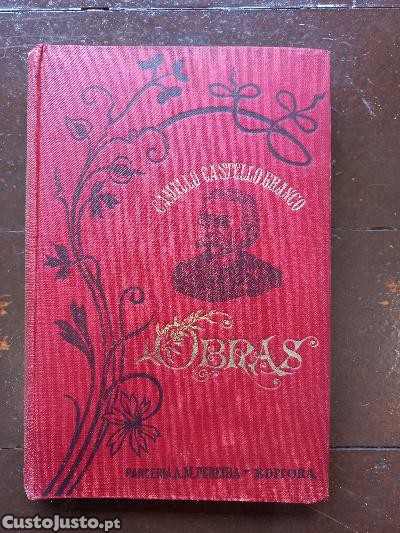 CAMILLO CASTELLO BRANCO
OBRAS
PARCERIA A.M. PEREIRA - EDITORA
CustoJusto.pt